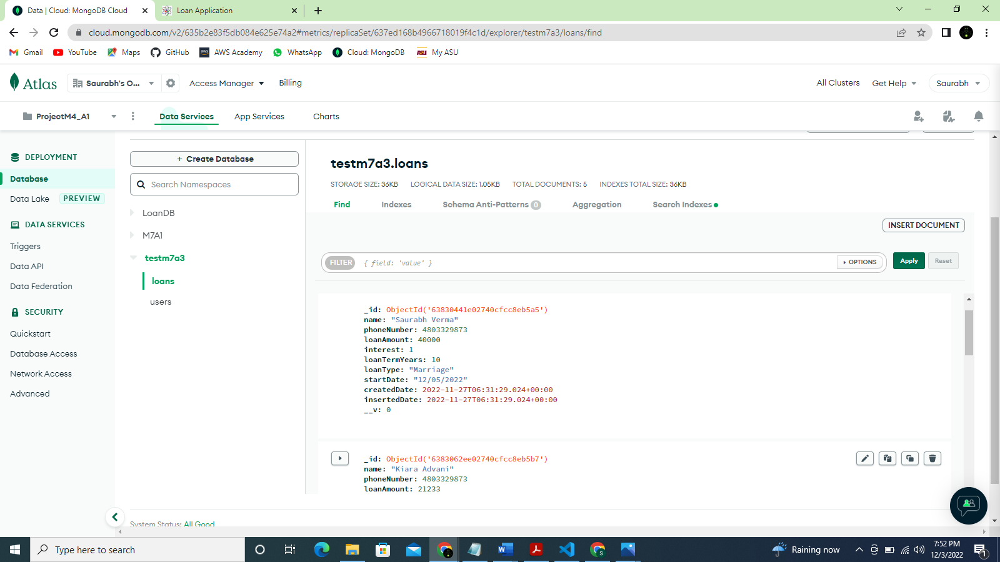 Data | Cloud: MongoDB Cloud
Loan Application
cloud.mongodb.com/v2/635b2e83f5db084e625e74a2#metrics/replicaSet/637ed168b4966718019f4c1d/explorer/testm7a3/loans/find
Gmail YouTube Maps GitHub AWS Academy WhatsApp Cloud: MongoDB My ASU
Atlas Saurabh's O... Access Manager Billing All Clusters Get Help Saurabh
ProjectM4_A1 Data Services App Services Charts
DEPLOYMENT
Database
Data Lake PREVIEW
DATA SERVICES
Triggers
Data API
Data Federation
SECURITY
Quickstart
Database Access
Network Access
Advanced
+ Create Database
Search Namespaces
LoanDB
M7A1
testm7a3
loans
users
testm7a3.loans
STORAGE SIZE: 36KB LOGICAL DATA SIZE: 1.05KB TOTAL DOCUMENTS: 5 INDEXES TOTAL SIZE: 36KB
Find Indexes Schema Anti-Patterns 0 Aggregation Search Indexes
INSERT DOCUMENT
FILTER { field: 'value' } OPTIONS Apply Reset
_id: ObjectId('63830441e02740cfcc8eb5a5')
name: "Saurabh Verma"
phoneNumber: 4803329873
loanAmount: 40000
interest: 1
loanTermYears: 10
loanType: "Marriage"
startDate: "12/05/2022"
createdDate: 2022-11-27T06:31:29.024+00:00
insertedDate: 2022-11-27T06:31:29.024+00:00
__v: 0
_id: ObjectId('6383062ee02740cfcc8eb5b7')
name: "Kiara Advani"
phoneNumber: 4803329873
loanAmount: 21233
System Status: All Good
Type here to search
Raining now
7:52 PM
12/3/2022
1